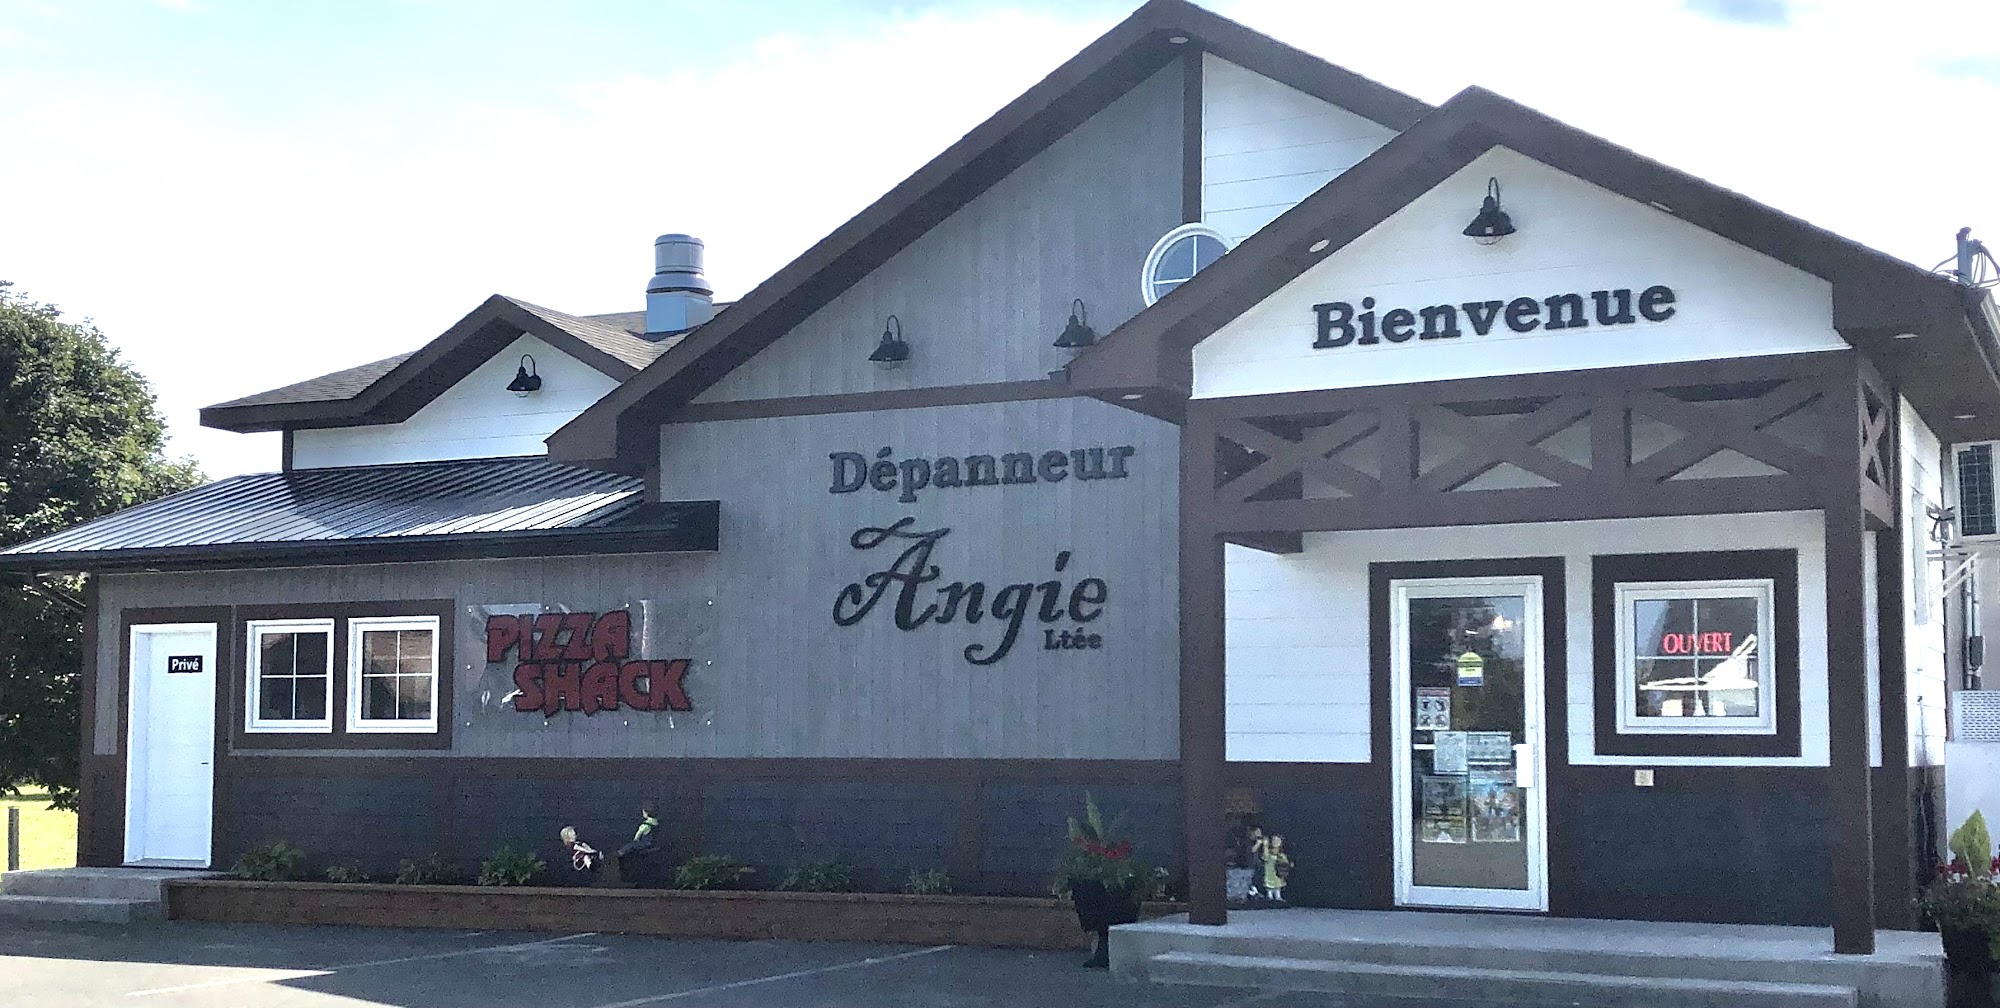 Bienvenue
Dépanneur
Angie
Ltée
PIZZA
SHACK
Privé
OUVERT